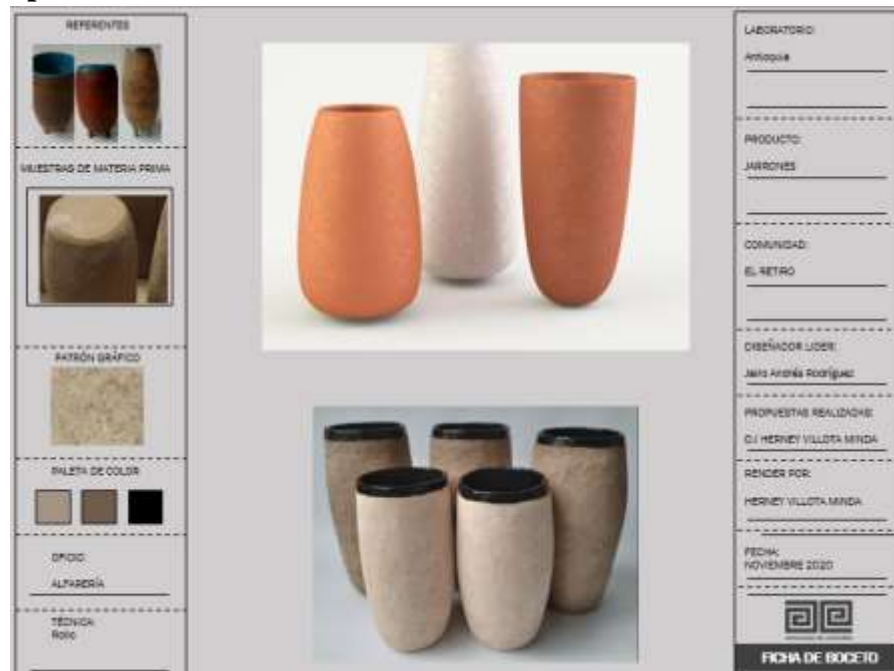 REFERENTES
MUESTRAS DE MATERIA PRIMA
PATRÓN GRÁFICO
PALETA DE COLOR
OFICIO:
ALFARERÍA
TÉCNICA:
Rollo
LABORATORIO:
Antioquia
PRODUCTO:
JARRONES
COMUNIDAD:
EL RETIRO
DISEÑADOR LIDER:
Jairo Andrés Rodríguez
PROPUESTAS REALIZADAS:
D.I HERNEY VILLOTA MINDA
RENDER POR:
HERNEY VILLOTA MINDA
FECHA:
NOVIEMBRE 2020
FICHA DE BOCETO